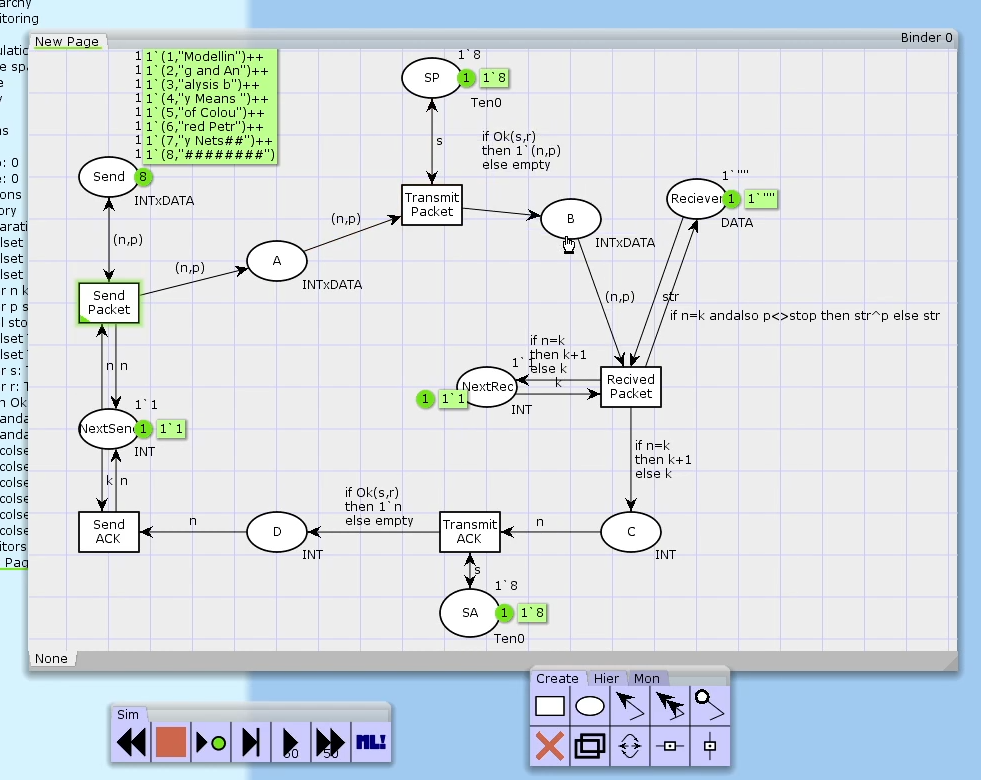 archy
itoring
New Page
Binder 0
1`(1,"Modellin")++
1`(2,"g and An")++
1`(3,"alysis b")++
1`(4,"y Means ")++
1`(5,"of Colou")++
1`(6,"red Petr")++
1`(7,"y Nets##")++
1`(8,"########")
1`8
SP
1
1`8
Ten0
s
if Ok(s,r)
then 1`(n,p)
else empty
Send
8
INTxDATA
(n,p)
Transmit
Packet
(n,p)
B
INTxDATA
1`""
Reciever
1
1`""
DATA
A
INTxDATA
(n,p)
Send
Packet
(n,p)
str
if n=k andalso p<>stop then str^p else str
if n=k
then k+1
else k
k
NextRec
1
1`1
INT
Recived
Packet
n
n
1`1
NextSend
1
1`1
INT
k
n
if n=k
then k+1
else k
Send
ACK
n
D
INT
if Ok(s,r)
then 1`n
else empty
Transmit
ACK
n
C
INT
s
1`8
SA
1
1`8
Ten0
None
Create
Hier
Mon
Sim
50
50
ML!